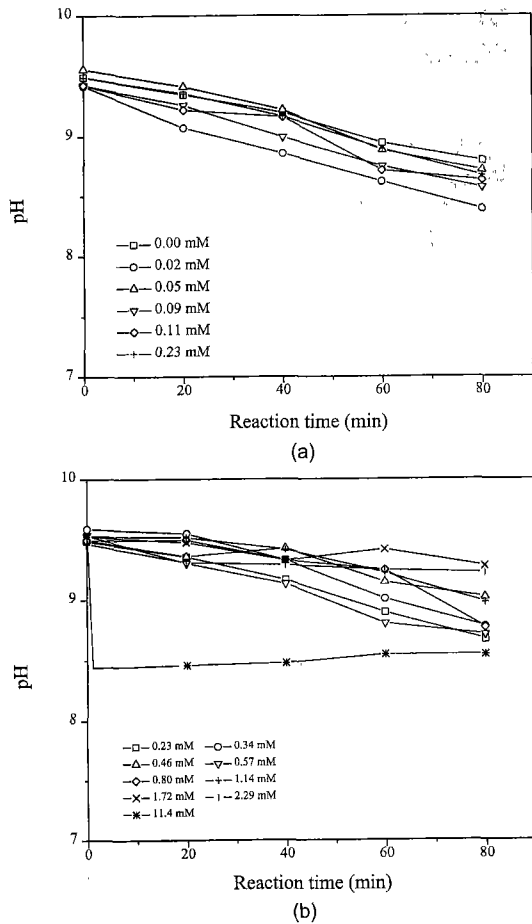 10
9
8
7
pH
0.00 mM
0.02 mM
0.05 mM
0.09 mM
0.11 mM
0.23 mM
0 20 40 60 80
Reaction time (min)
(a)
10
9
8
7
pH
0.23 mM 0.34 mM
0.46 mM 0.57 mM
0.80 mM 1.14 mM
1.72 mM 2.29 mM
11.4 mM
0 20 40 60 80
Reaction time (min)
(b)